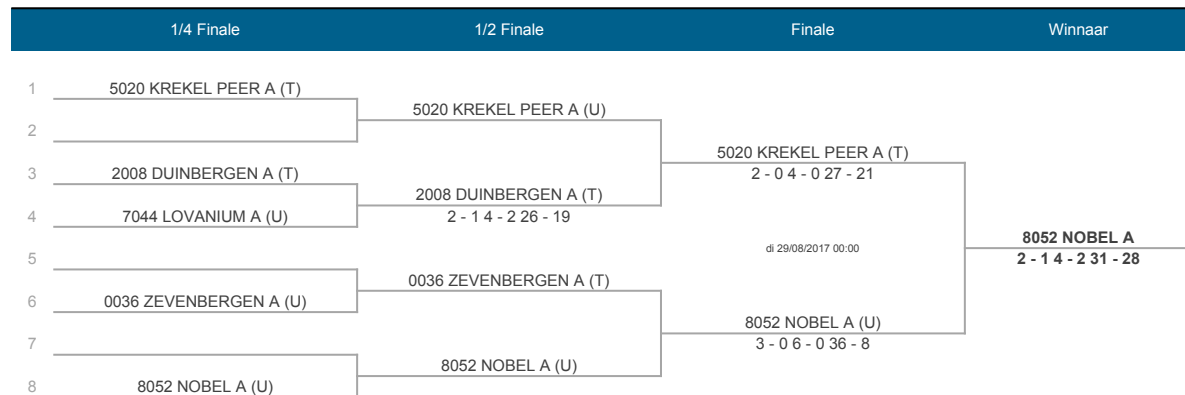 1/4 Finale 1/2 Finale Finale Winnaar
1 5020 KREKEL PEER A (T)
5020 KREKEL PEER A (U)
2
5020 KREKEL PEER A (T)
3 2008 DUINBERGEN A (T) 2 - 0 4 - 0 27 - 21
2008 DUINBERGEN A (T)
4 7044 LOVANIUM A (U) 2 - 1 4 - 2 26 - 19
8052 NOBEL A
di 29/08/2017 00:00
5 2 - 1 4 - 2 31 - 28
0036 ZEVENBERGEN A (T)
6 0036 ZEVENBERGEN A (U)
8052 NOBEL A (U)
7 3 - 0 6 - 0 36 - 8
8052 NOBEL A (U)
8 8052 NOBEL A (U)